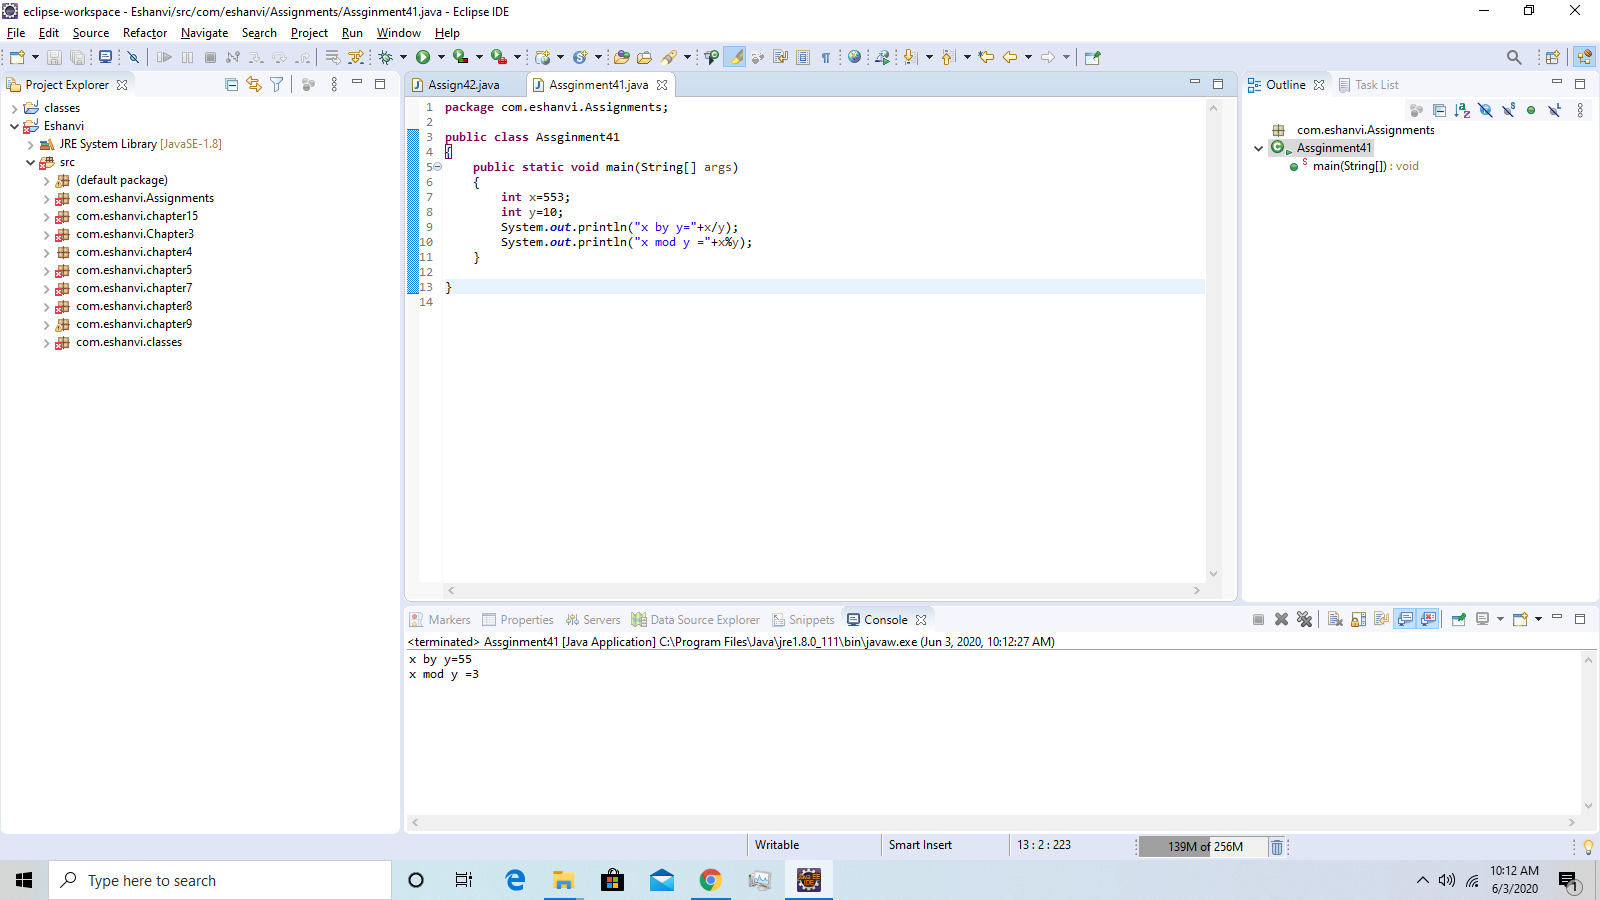 eclipse-workspace - Eshanvi/src/com/eshanvi/Assignments/Assginment41.java - Eclipse IDE
File Edit Source Refactor Navigate Search Project Run Window Help
Project Explorer
classes
Eshanvi
JRE System Library [JavaSE-1.8]
src
(default package)
com.eshanvi.Assignments
com.eshanvi.chapter15
com.eshanvi.Chapter3
com.eshanvi.chapter4
com.eshanvi.chapter5
com.eshanvi.chapter7
com.eshanvi.chapter8
com.eshanvi.chapter9
com.eshanvi.classes
Assign42.java Assginment41.java
1 package com.eshanvi.Assignments;
2
3 public class Assginment41
4 {
5 public static void main(String[] args)
6 {
7 int x=553;
8 int y=10;
9 System.out.println("x by y="+x/y);
10 System.out.println("x mod y ="+x%y);
11 }
12
13 }
14
Outline Task List
com.eshanvi.Assignments
Assginment41
main(String[]) : void
Markers Properties Servers Data Source Explorer Snippets Console
<terminated> Assginment41 [Java Application] C:\Program Files\Java\jre1.8.0_111\bin\javaw.exe (Jun 3, 2020, 10:12:27 AM)
x by y=55
x mod y =3
Writable Smart Insert 13 : 2 : 223 139M of 256M
Type here to search
10:12 AM
6/3/2020
1